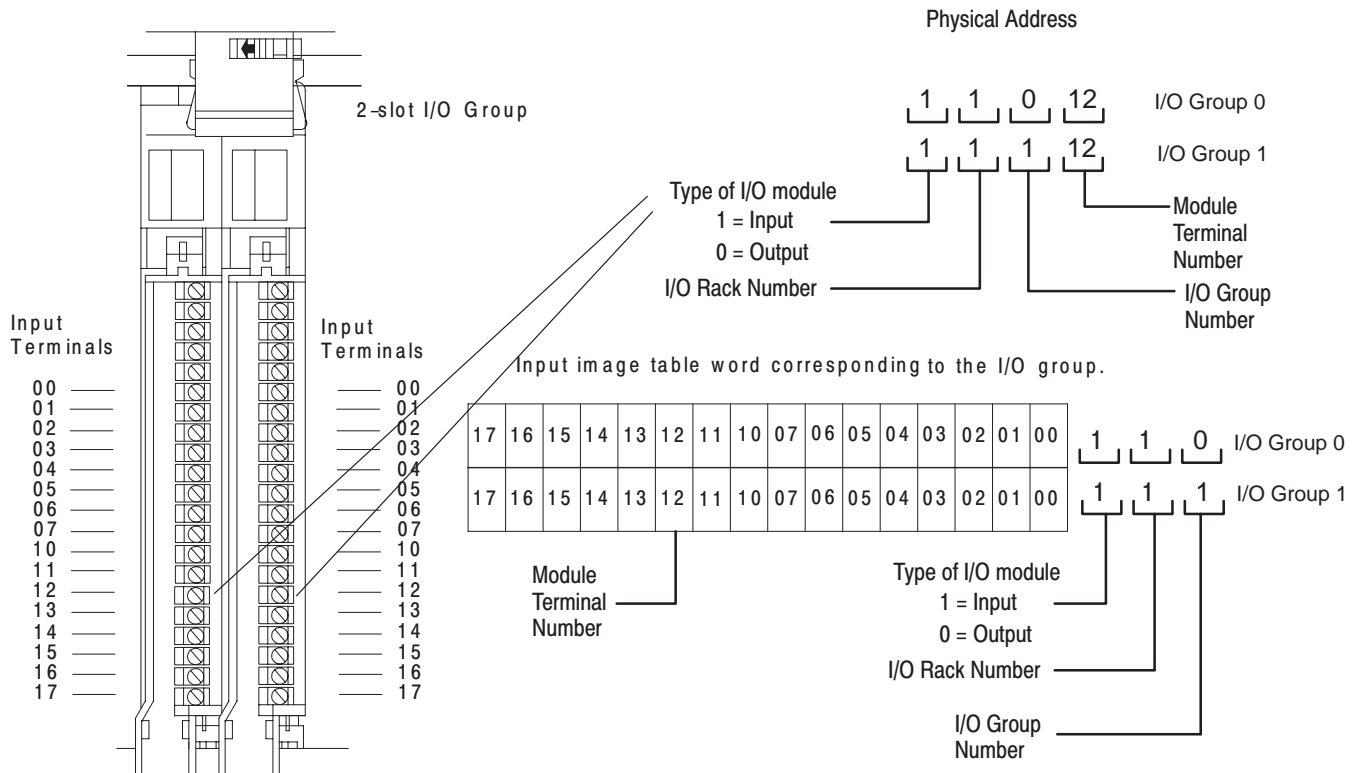 Physical Address
2-slot I/O Group
1 1 0 12 I/O Group 0
1 1 1 12 I/O Group 1
Type of I/O module
1 = Input
0 = Output
I/O Rack Number
Module
Terminal
Number
I/O Group
Number
Input
Terminals
00
01
02
03
04
05
06
07
10
11
12
13
14
15
16
17
Input
Terminals
00
01
02
03
04
05
06
07
10
11
12
13
14
15
16
17
Input image table word corresponding to the I/O group.
17 16 15 14 13 12 11 10 07 06 05 04 03 02 01 00 1 1 0 I/O Group 0
17 16 15 14 13 12 11 10 07 06 05 04 03 02 01 00 1 1 1 I/O Group 1
Module
Terminal
Number
Type of I/O module
1 = Input
0 = Output
I/O Rack Number
I/O Group
Number